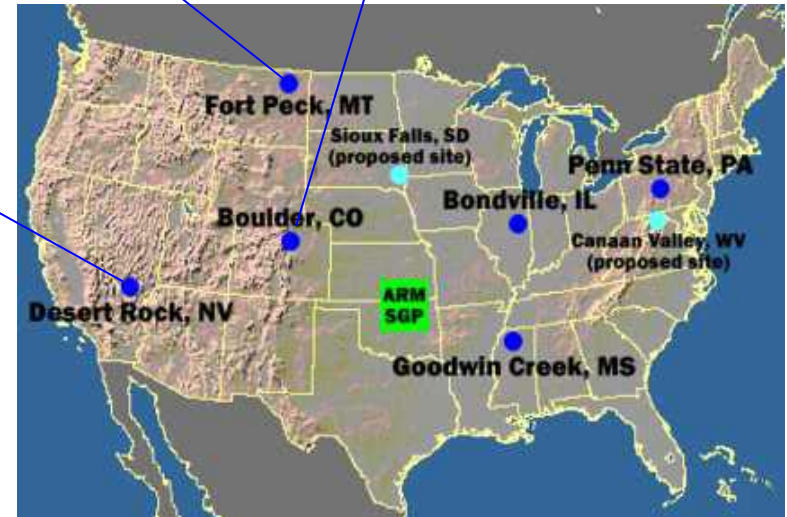 Fort Peck, MT
Sioux Falls, SD
(proposed site)
Penn State, PA
Bondville, IL
Boulder, CO
Canaan Valley, WV
(proposed site)
ARM
SGP
Desert Rock, NV
Goodwin Creek, MS